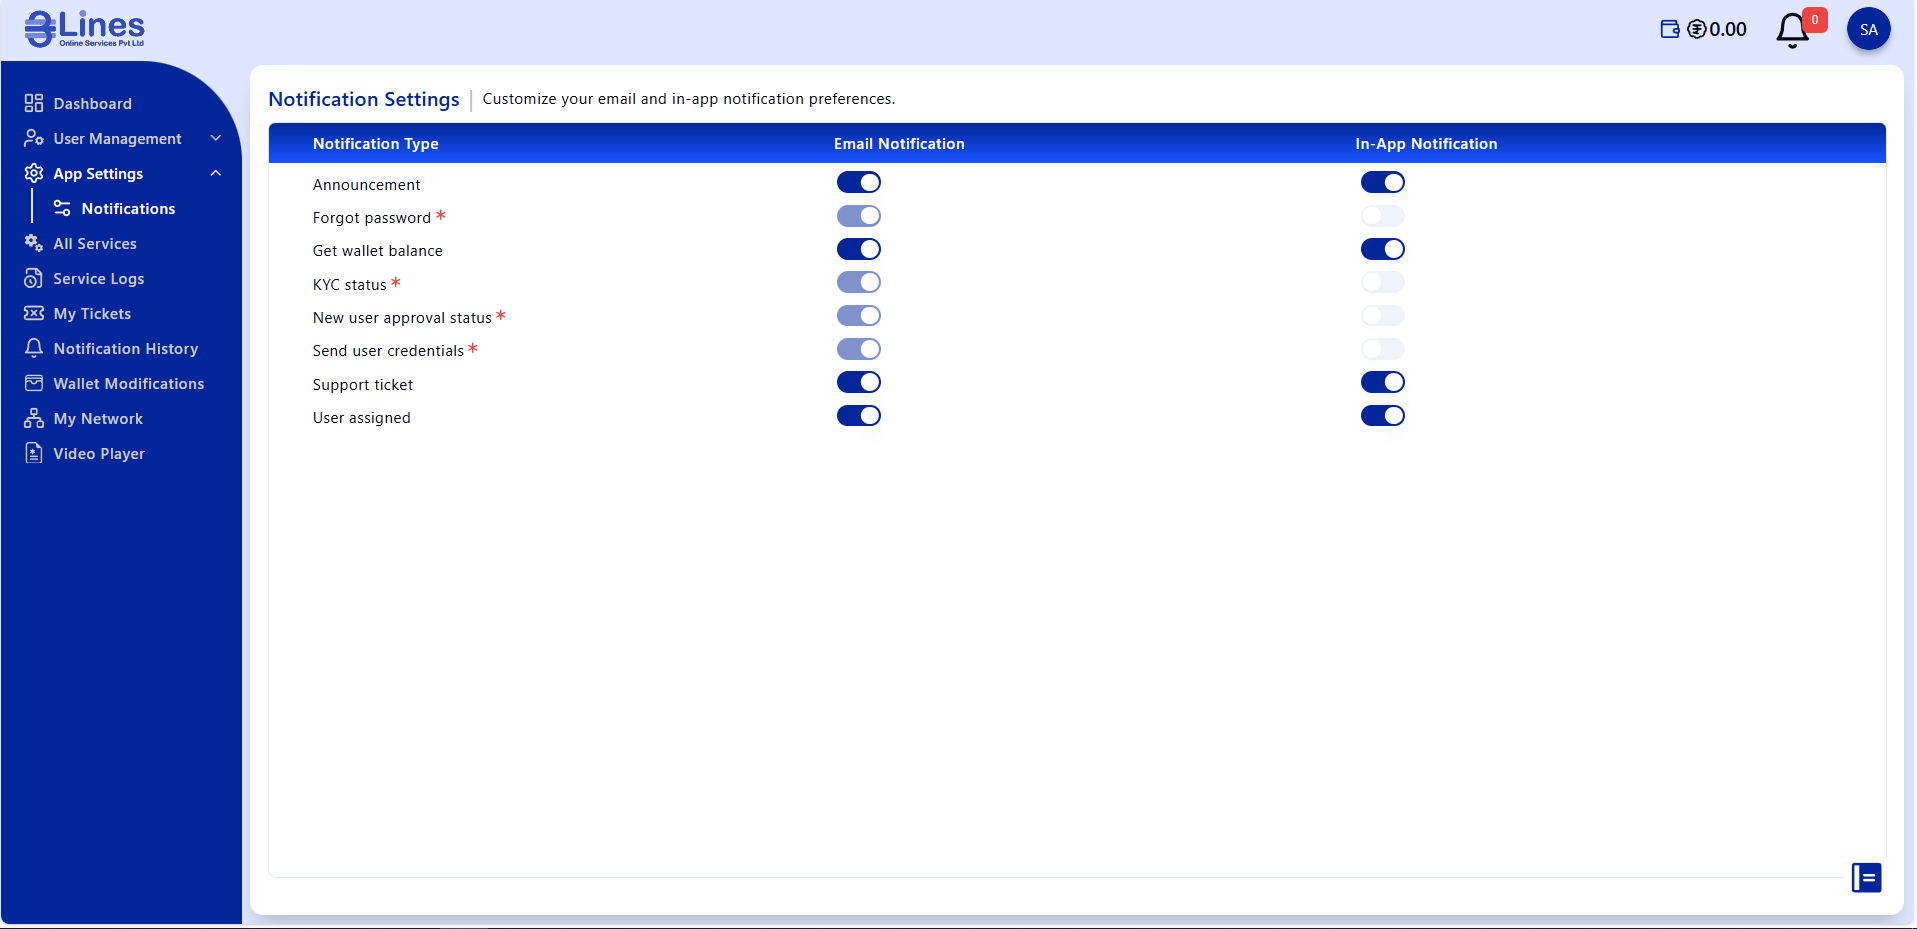 3Lines
Online Services Pvt Ltd
0.00
0
SA
Dashboard
User Management
App Settings
Notifications
All Services
Service Logs
My Tickets
Notification History
Wallet Modifications
My Network
Video Player
Notification Settings | Customize your email and in-app notification preferences.
Notification Type Email Notification In-App Notification
Announcement
Forgot password *
Get wallet balance
KYC status *
New user approval status *
Send user credentials *
Support ticket
User assigned